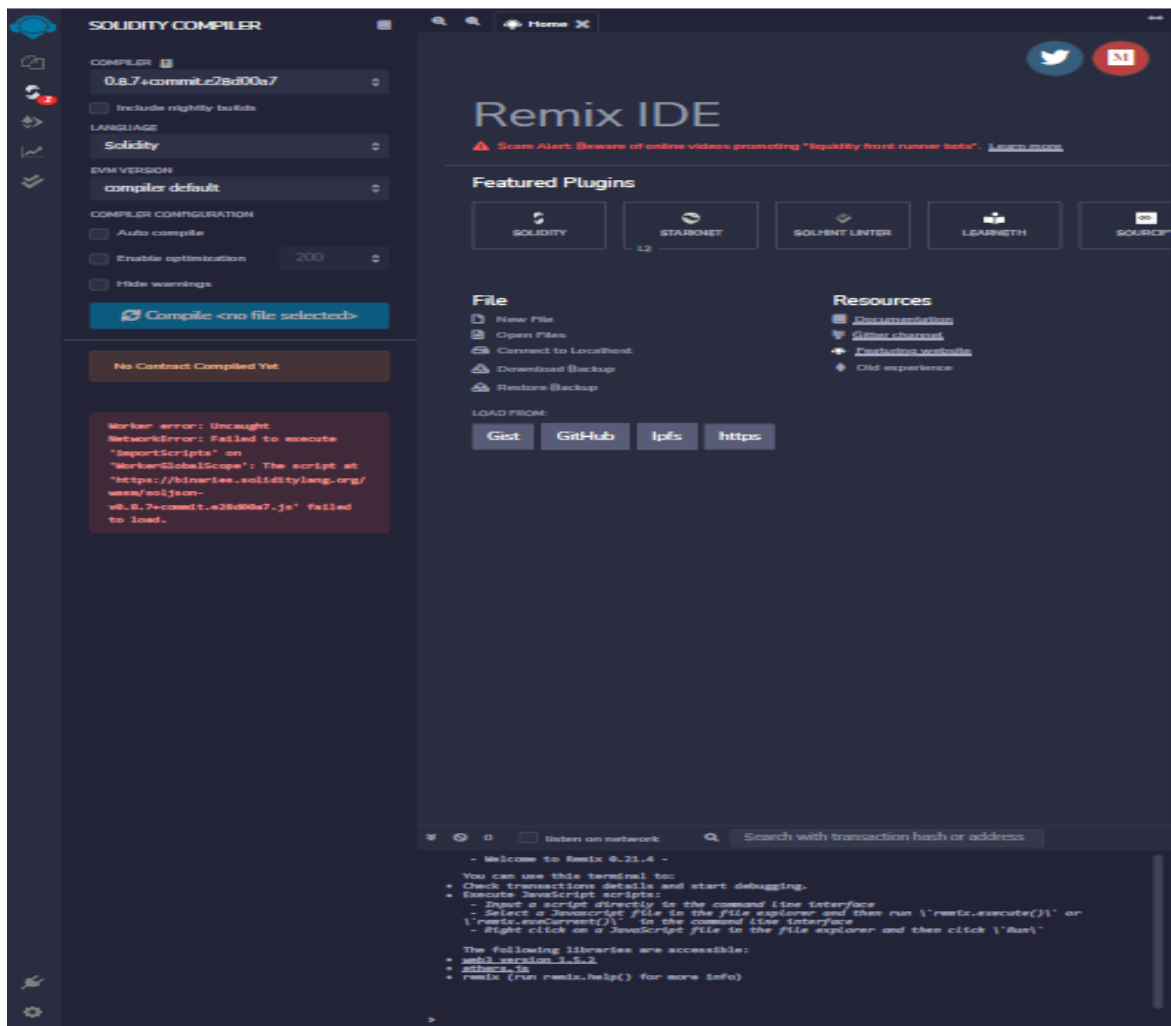 SOLIDITY COMPILER
COMPILER
0.8.7+commit.e28d00a7
Include nightly builds
LANGUAGE
Solidity
EVM VERSION
compiler default
COMPILER CONFIGURATION
Auto compile
Enable optimization 200
Hide warnings
Compile <no file selected>
No Contract Compiled Yet
Worker error: Uncaught
NetworkError: Failed to execute
'importScripts' on
'WorkerGlobalScope': The script at
'https://binaries.soliditylang.org/
wasm/soljson-
v0.8.7+commit.e28d00a7.js' failed
to load.
2
Home
M
Remix IDE
Scam Alert: Beware of online videos promoting "liquidity front runner bots". Learn more
Featured Plugins
SOLIDITY
STARKNET
L2
SOLHINT LINTER
LEARNETH
SOURCIF
File
New File
Open Files
Connect to Localhost
Download Backup
Restore Backup
LOAD FROM:
Gist GitHub Ipfs https
Resources
Documentation
Gitter channel
Featuring website
Old experience
0 listen on network Search with transaction hash or address
- Welcome to Remix 0.21.4 -
You can use this terminal to:
• Check transactions details and start debugging.
• Execute JavaScript scripts:
- Input a script directly in the command line interface
- Select a Javascript file in the file explorer and then run \`remix.execute()\` or
\`remix.exeCurrent()\` in the command line interface
- Right click on a JavaScript file in the file explorer and then click \`Run\`
The following libraries are accessible:
• web3 version 1.5.2
• ethers.js
• remix (run remix.help() for more info)
>